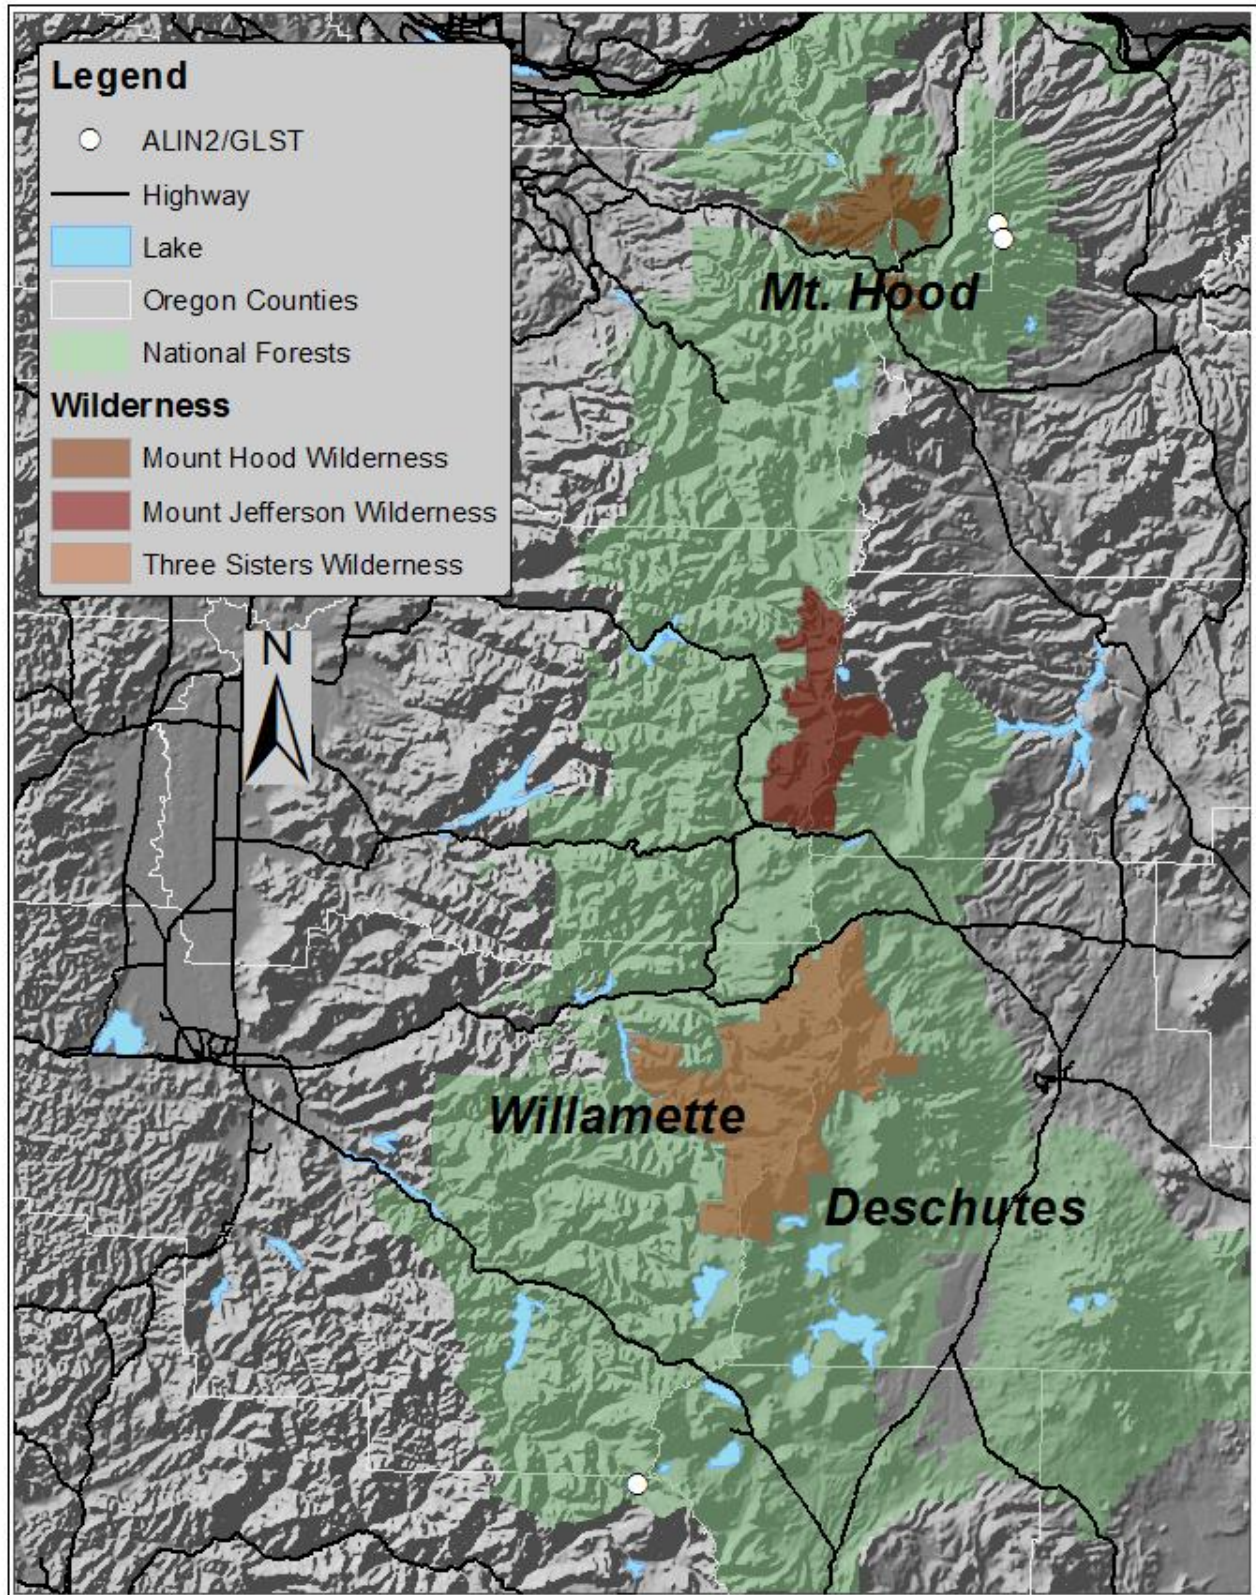 Legend
ALIN2/GLST
Highway
Lake
Oregon Counties
National Forests
Wilderness
Mount Hood Wilderness
Mount Jefferson Wilderness
Three Sisters Wilderness
N
Mt. Hood
Willamette
Deschutes